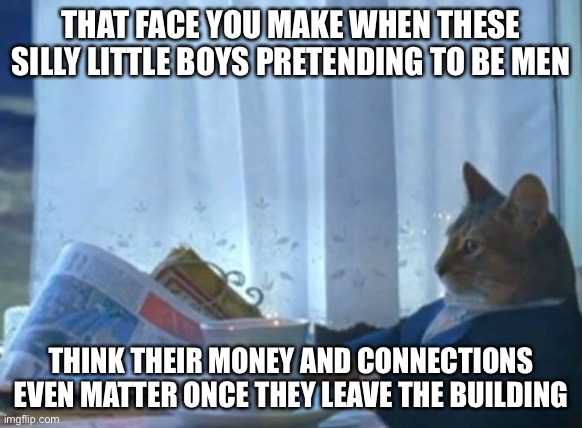 THAT FACE YOU MAKE WHEN THESE
SILLY LITTLE BOYS PRETENDING TO BE MEN
THINK THEIR MONEY AND CONNECTIONS
EVEN MATTER ONCE THEY LEAVE THE BUILDING
imgflip.com